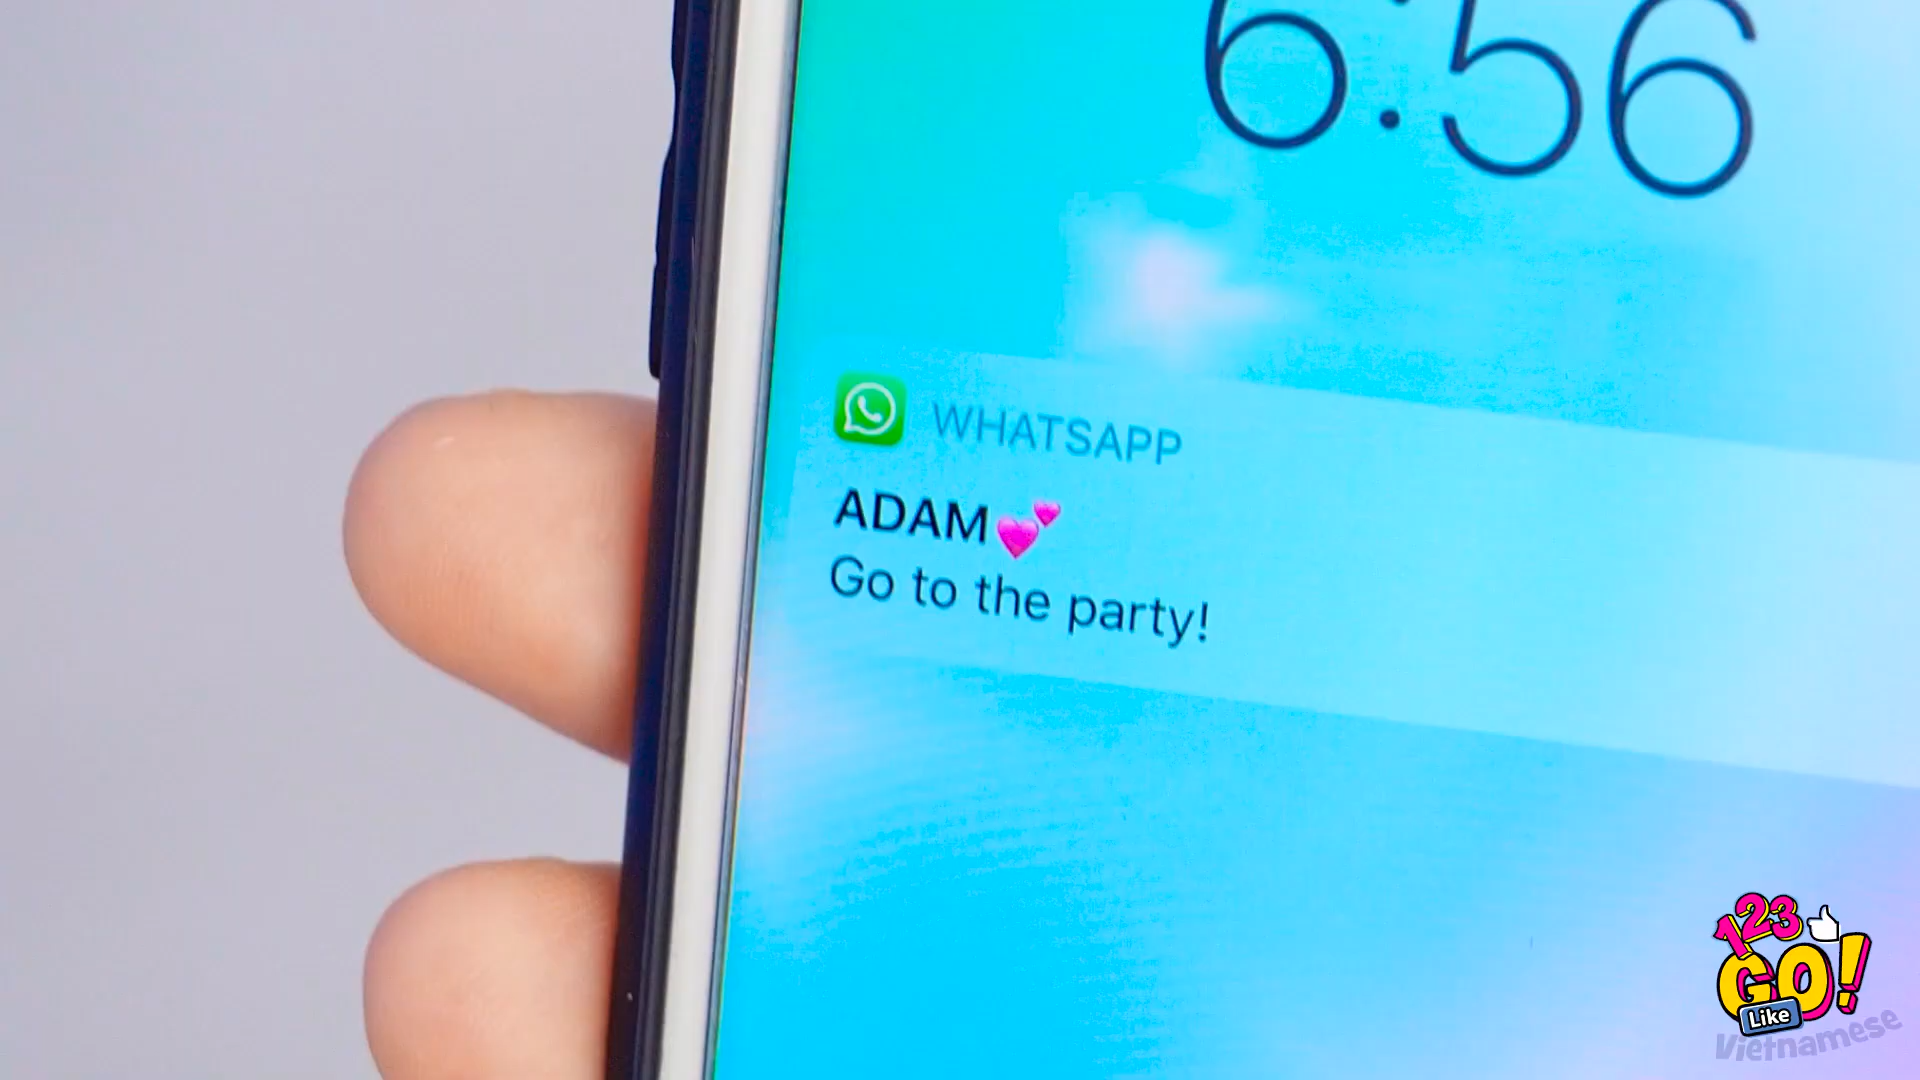 6:56
WHATSAPP
ADAM💕
Go to the party!
123
GO!
Like
Vietnamese